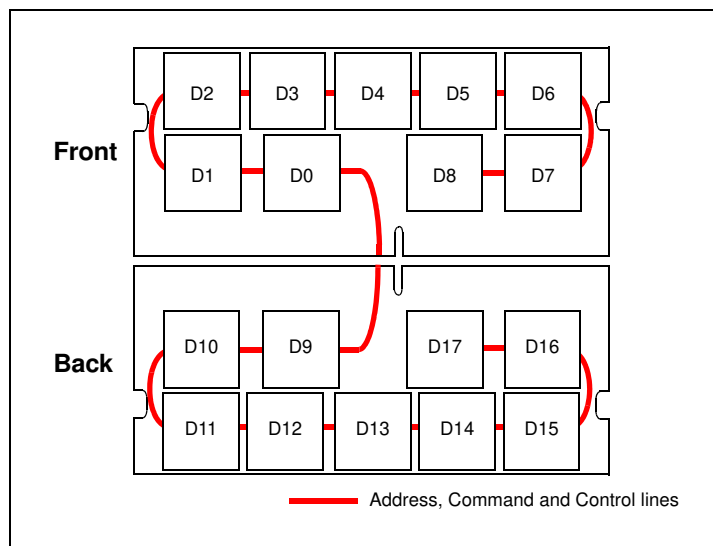 D2 D3 D4 D5 D6
Front
D1 D0 D8 D7
D10 D9 D17 D16
Back
D11 D12 D13 D14 D15
Address, Command and Control lines